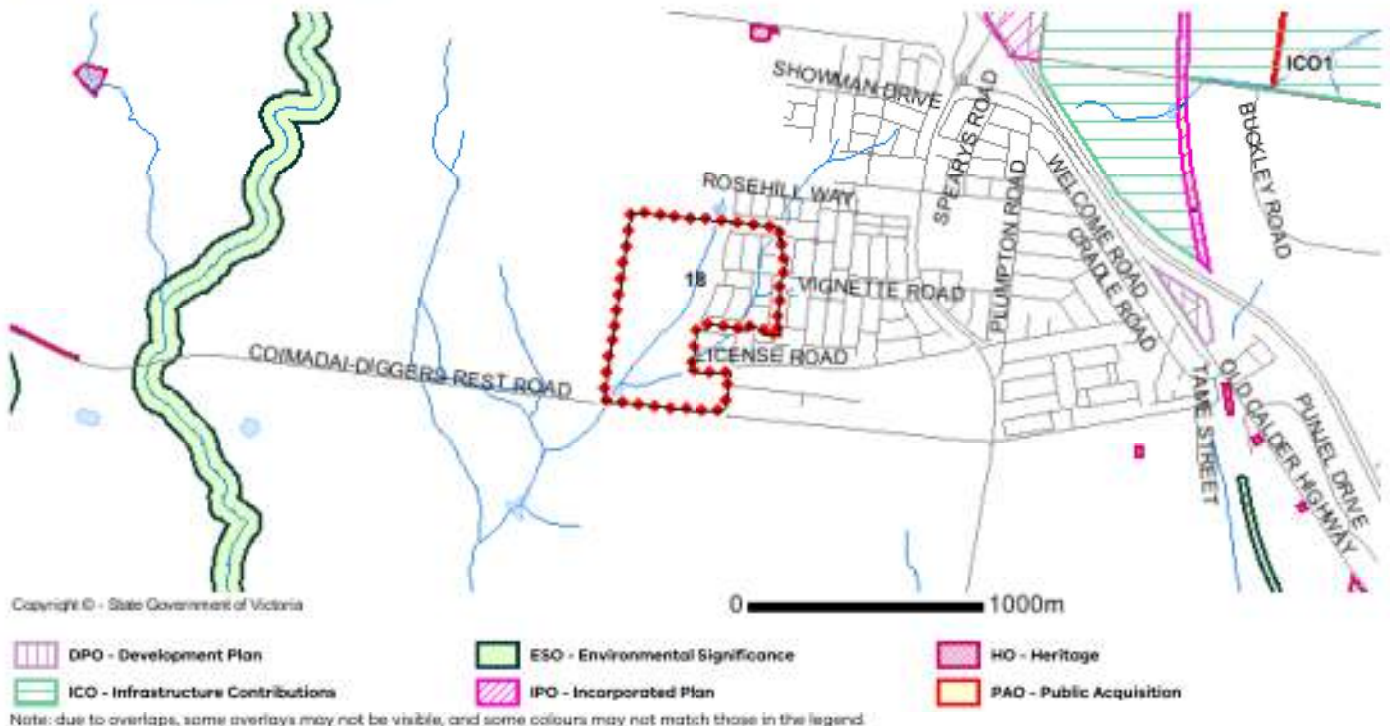 SHOWMAN DRIVE
ICO1
SPEARYS ROAD
BUCKLEY ROAD
ROSEHILL WAY
WELCOME ROAD
PLUMPTON ROAD
CRADLE ROAD
18
VIGNETTE ROAD
LICENSE ROAD
COIMADAI-DIGGERS REST ROAD
TAME STREET
OLD CALDER HIGHWAY
PUNJEL DRIVE
Copyright © - State Government of Victoria
0 1000m
DPO - Development Plan
ESO - Environmental Significance
HO - Heritage
ICO - Infrastructure Contributions
IPO - Incorporated Plan
PAO - Public Acquisition
Note: due to overlaps, some overlays may not be visible, and some colours may not match those in the legend.